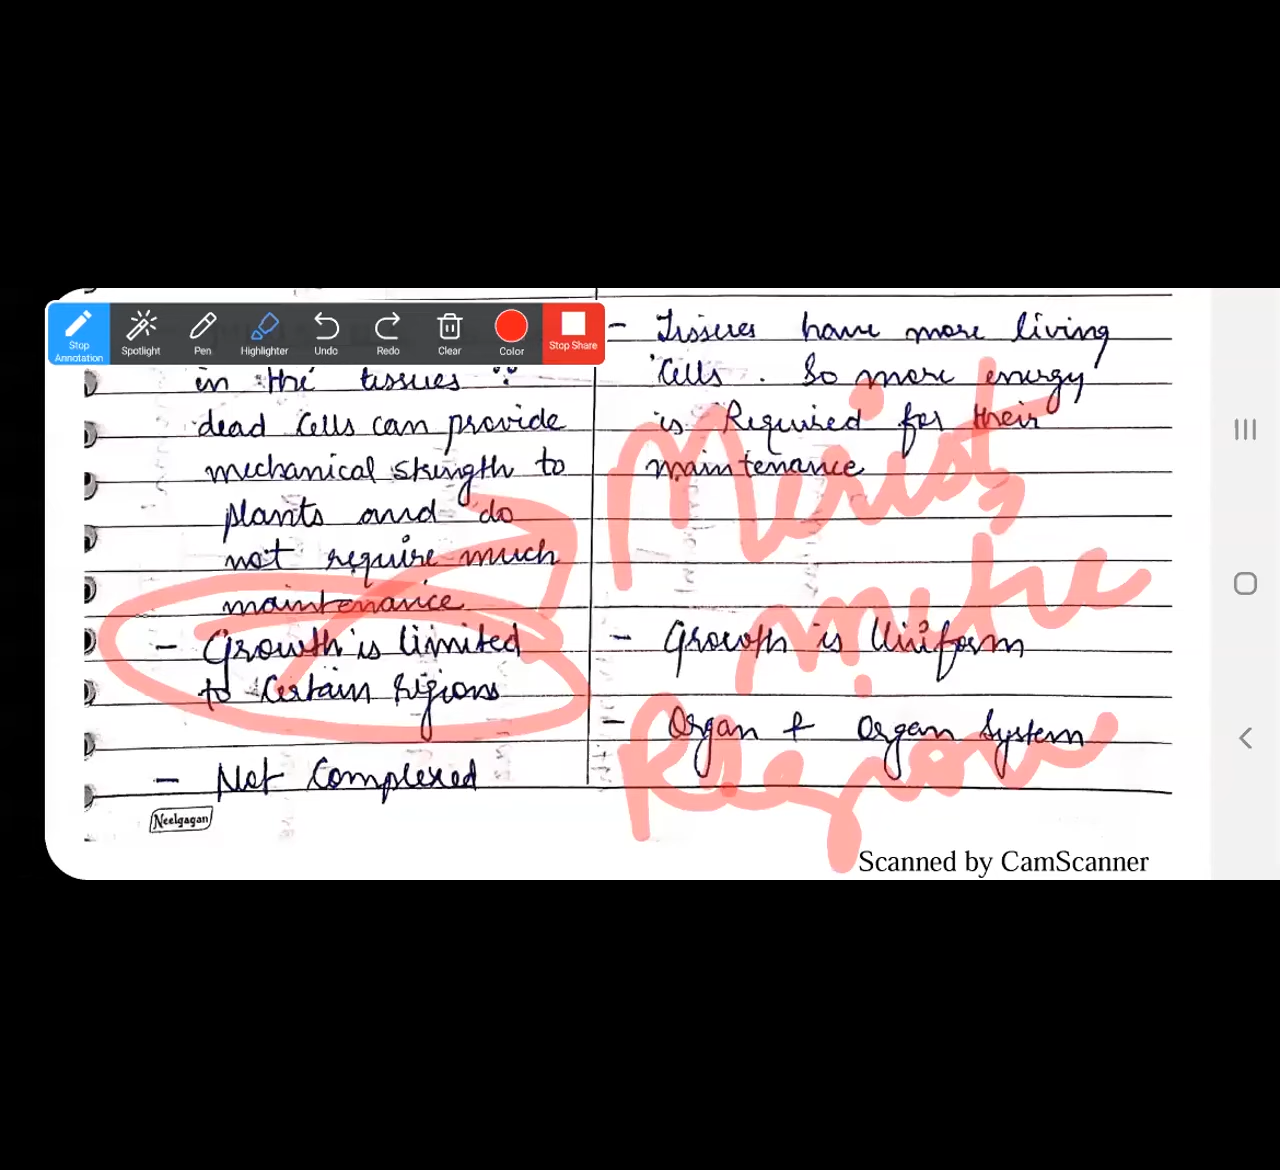 Stop Annotation
Spotlight
Pen
Highlighter
Undo
Redo
Clear
Color
Stop Share
in the tissues ∵
dead Cells can provide
mechanical strength to
plants and do
not require much
maintenance
- Growth is limited
to Certain Regions
- Not Complexed
- Tissues have more living
Cells. So more energy
is Required for their
maintenance
- Growth is Uniform
- Organ & Organ System
Region
Neelgagan
Scanned by CamScanner